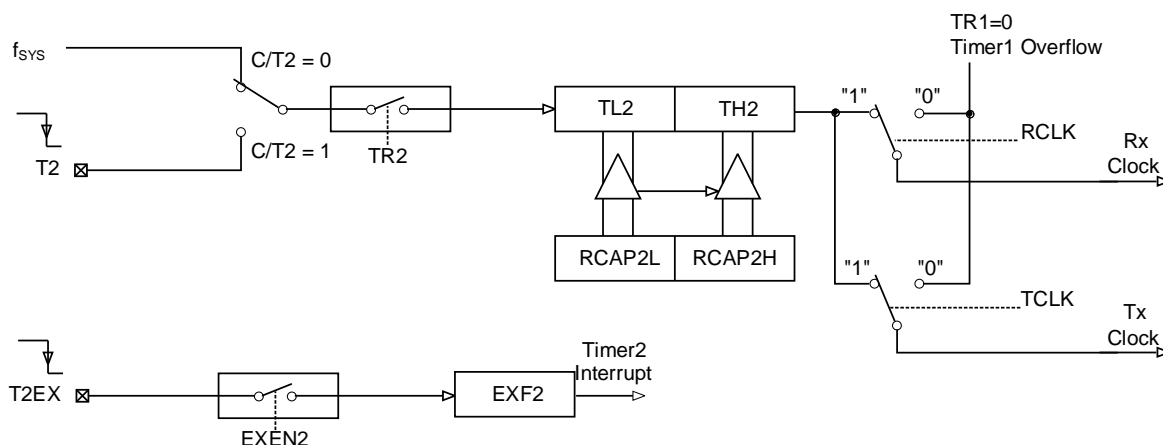 TR1=0
Timer1 Overflow
fSYS
C/T2 = 0
"1"
"0"
TL2
TH2
RCLK
Rx
Clock
T2
C/T2 = 1
TR2
RCAP2L
RCAP2H
"1"
"0"
TCLK
Tx
Clock
Timer2
Interrupt
T2EX
EXF2
EXEN2